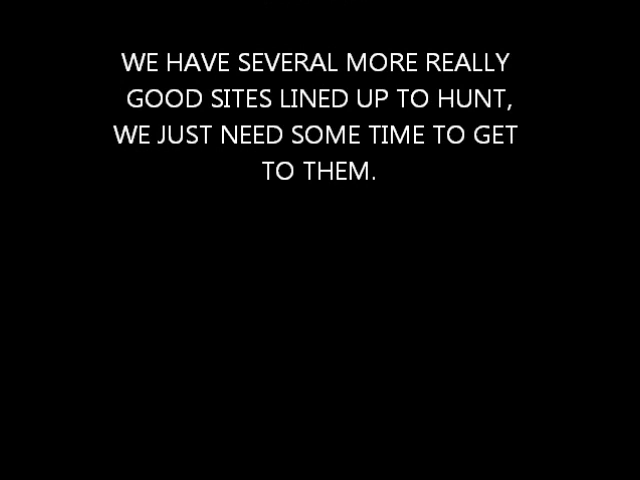 WE HAVE SEVERAL MORE REALLY
GOOD SITES LINED UP TO HUNT,
WE JUST NEED SOME TIME TO GET
TO THEM.